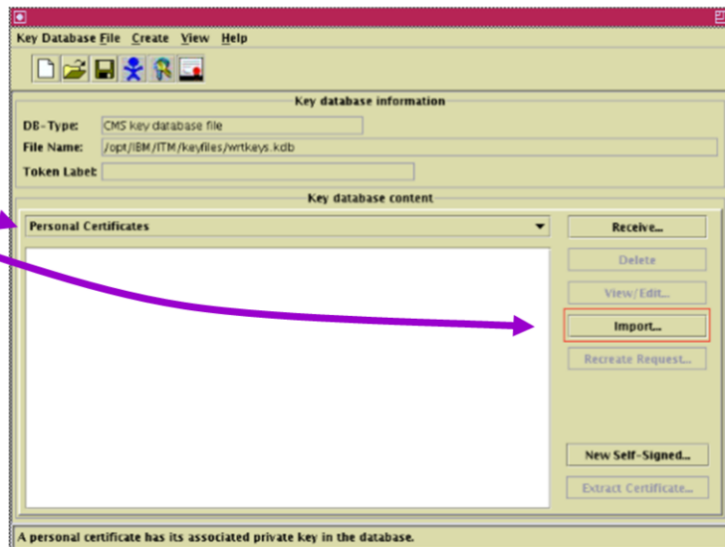 Key Database File Create View Help
Key database information
DB-Type: CMS key database file
File Name: /opt/IBM/ITM/keyfiles/wrtkeys.kdb
Token Label:
Key database content
Personal Certificates
Receive...
Delete
View/Edit...
Import...
Recreate Request...
New Self-Signed...
Extract Certificate...
A personal certificate has its associated private key in the database.